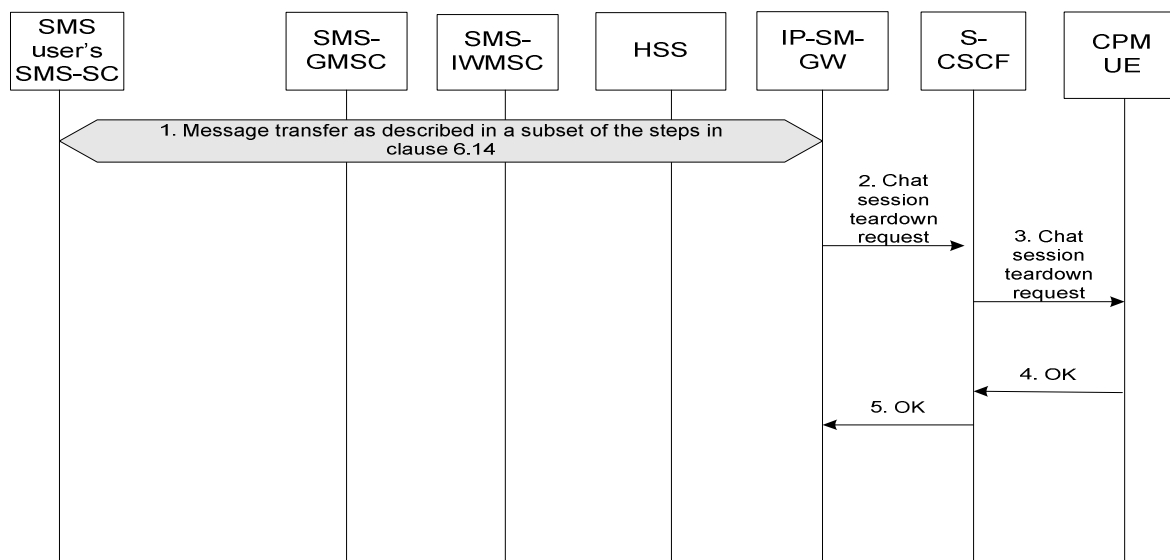 SMS
user's
SMS-SC
SMS-
GMSC
SMS-
IWMSC
HSS
IP-SM-
GW
S-
CSCF
CPM
UE
1. Message transfer as described in a subset of the steps in
clause 6.14
2. Chat
session
teardown
request
3. Chat
session
teardown
request
4. OK
5. OK